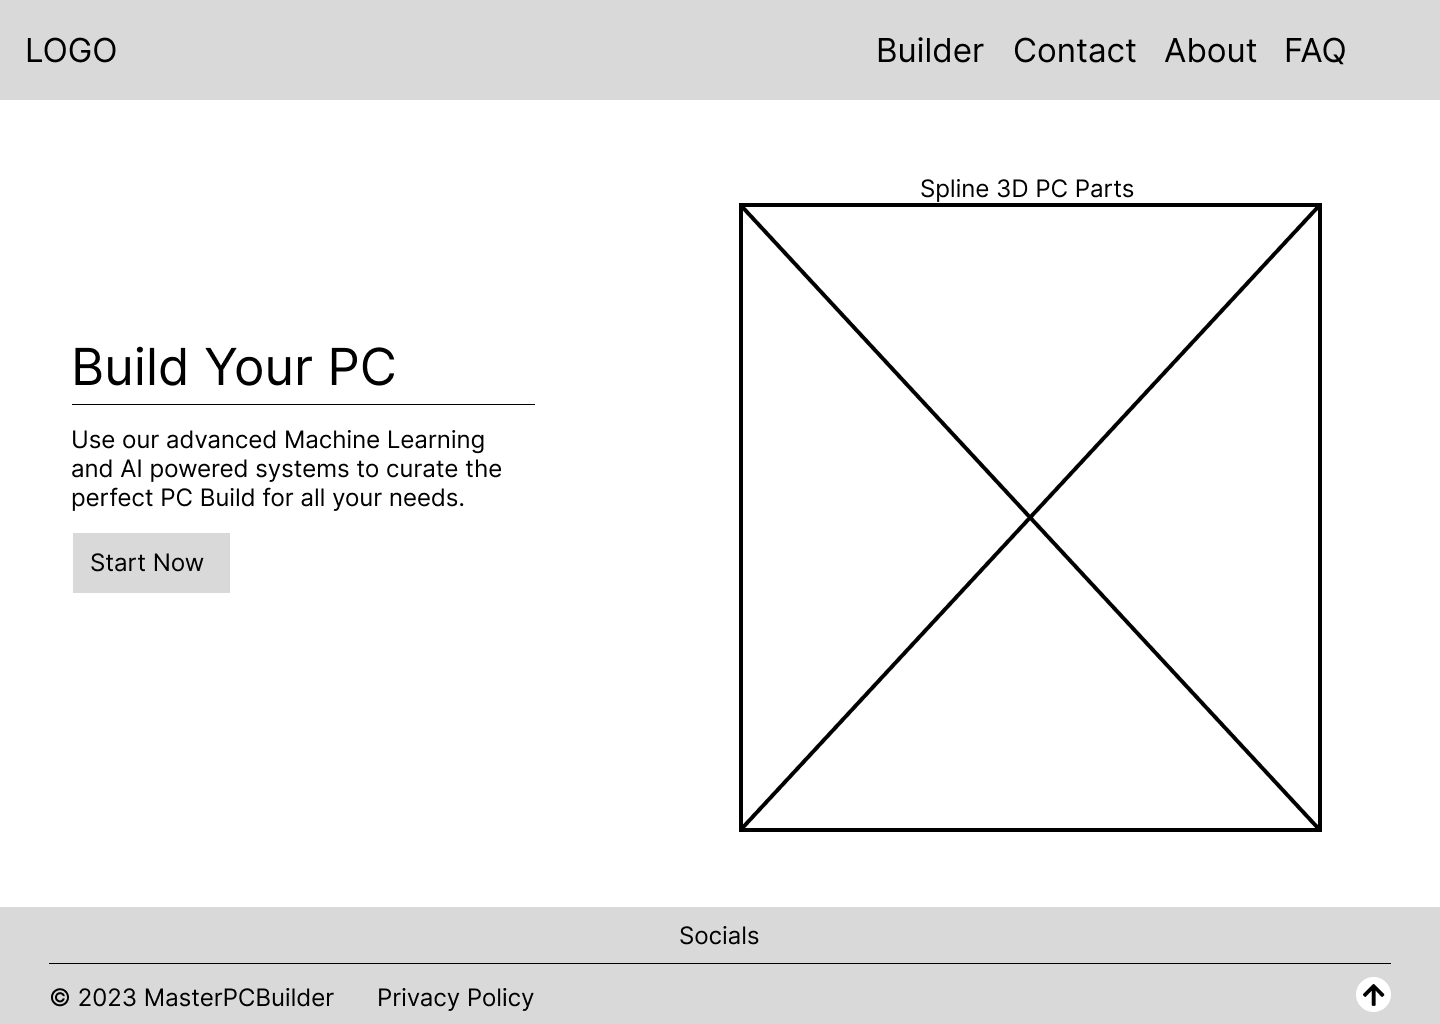 LOGO
Builder Contact About FAQ
Spline 3D PC Parts
Build Your PC
Use our advanced Machine Learning
and AI powered systems to curate the
perfect PC Build for all your needs.
Start Now
Socials
© 2023 MasterPCBuilder Privacy Policy